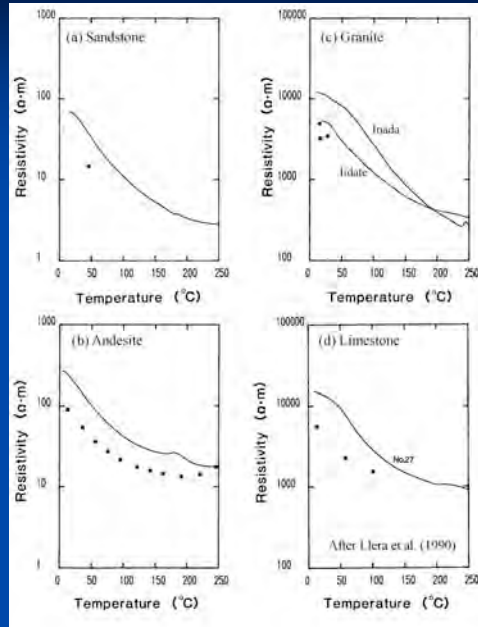 (a) Sandstone
1000
100
10
1
Resistivity (Ω·m)
0 50 100 150 200 250
Temperature (°C)
(c) Granite
100000
10000
1000
100
Resistivity (Ω·m)
Inada
Iidate
0 50 100 150 200 250
Temperature (°C)
(b) Andesite
1000
100
10
1
Resistivity (Ω·m)
0 50 100 150 200 250
Temperature (°C)
(d) Limestone
100000
10000
1000
100
Resistivity (Ω·m)
No.27
After Llera et al. (1990)
0 50 100 150 200 250
Temperature (°C)